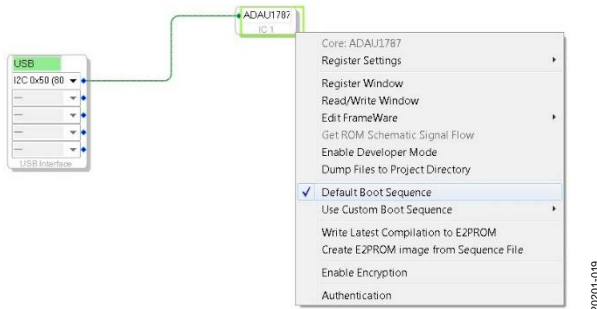 ADAU1787
IC 1
USB
I2C 0x50 (80
---
---
---
---
USB Interface
Core: ADAU1787
Register Settings
Register Window
Read/Write Window
Edit FrameWare
Get ROM Schematic Signal Flow
Enable Developer Mode
Dump Files to Project Directory
Default Boot Sequence
Use Custom Boot Sequence
Write Latest Compilation to E2PROM
Create E2PROM image from Sequence File
Enable Encryption
Authentication
20201-019